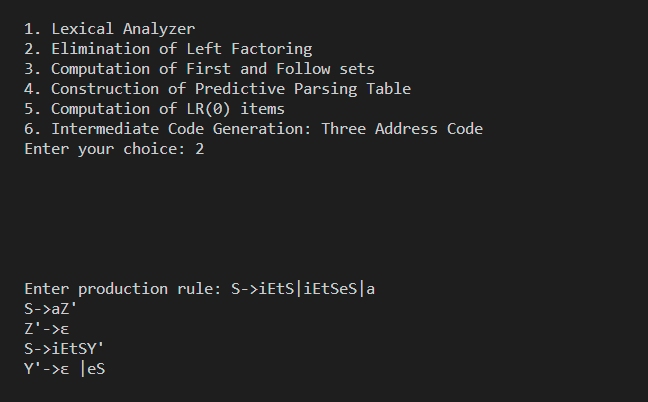 1. Lexical Analyzer
2. Elimination of Left Factoring
3. Computation of First and Follow sets
4. Construction of Predictive Parsing Table
5. Computation of LR(0) items
6. Intermediate Code Generation: Three Address Code
Enter your choice: 2
Enter production rule: S->iEtS|iEtSeS|a
S->aZ'
Z'->ε
S->iEtSY'
Y'->ε |eS